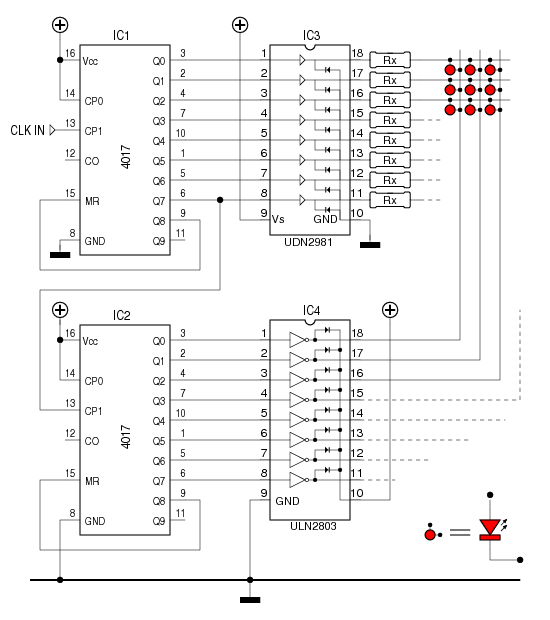 IC1
IC3
16 Vcc Q0 3 1 18 Rx
Q1 2 2 17 Rx
14 CP0 Q2 4 3 16 Rx
Q3 7 4 15 Rx
CLK IN 13 CP1 Q4 10 5 14 Rx
12 CO Q5 1 6 13 Rx
4017
Q6 5 7 12 Rx
15 MR Q7 6 8 11 Rx
Q8 9 9 Vs GND 10
8 GND Q9 11
UDN2981
IC2
IC4
16 Vcc Q0 3 1 18
Q1 2 2 17
14 CP0 Q2 4 3 16
Q3 7 4 15
13 CP1 Q4 10 5 14
12 CO Q5 1 6 13
4017
Q6 5 7 12
15 MR Q7 6 8 11
Q8 9 9 GND 10
8 GND Q9 11
ULN2803